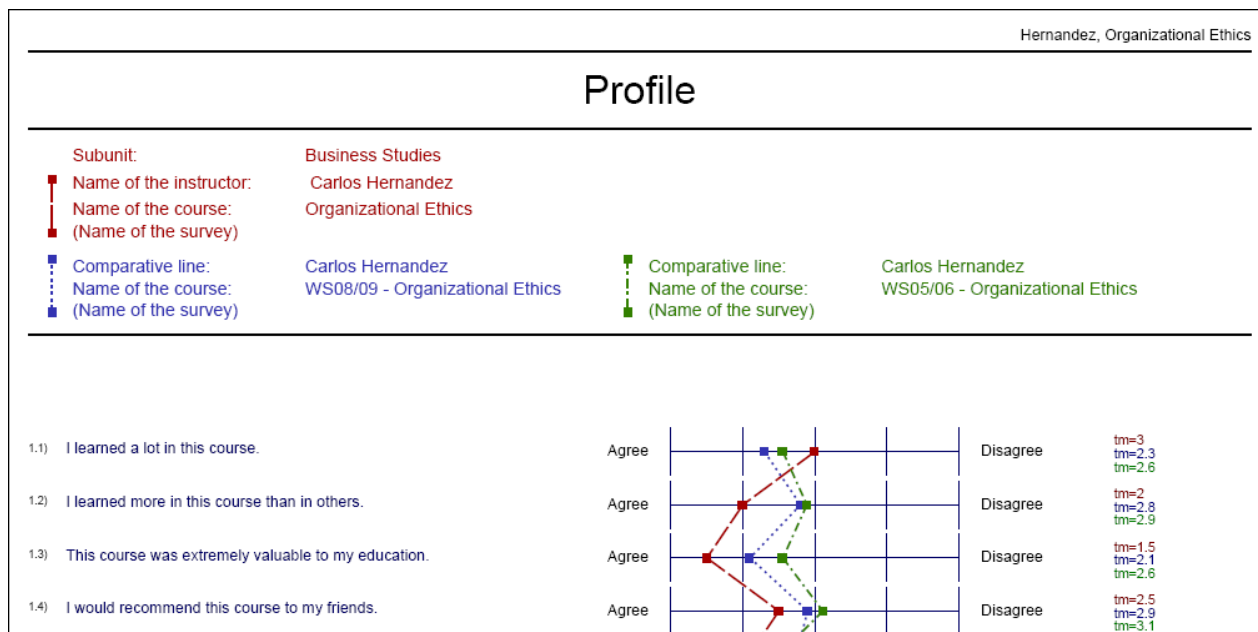 Hernandez, Organizational Ethics
Profile
Subunit: Business Studies
Name of the instructor: Carlos Hernandez
Name of the course: Organizational Ethics
(Name of the survey)
Comparative line: Carlos Hernandez
Name of the course: WS08/09 - Organizational Ethics
(Name of the survey)
Comparative line: Carlos Hernandez
Name of the course: WS05/06 - Organizational Ethics
(Name of the survey)
1.1) I learned a lot in this course. Agree Disagree tm=3
tm=2.3
tm=2.6
1.2) I learned more in this course than in others. Agree Disagree tm=2
tm=2.8
tm=2.9
1.3) This course was extremely valuable to my education. Agree Disagree tm=1.5
tm=2.1
tm=2.6
1.4) I would recommend this course to my friends. Agree Disagree tm=2.5
tm=2.9
tm=3.1